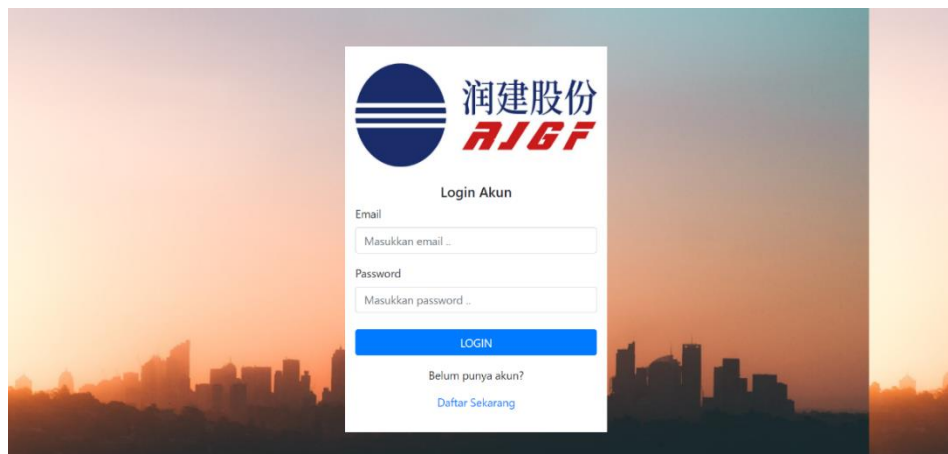 润建股份
RJGF
Login Akun
Email
Masukkan email ..
Password
Masukkan password ..
LOGIN
Belum punya akun?
Daftar Sekarang